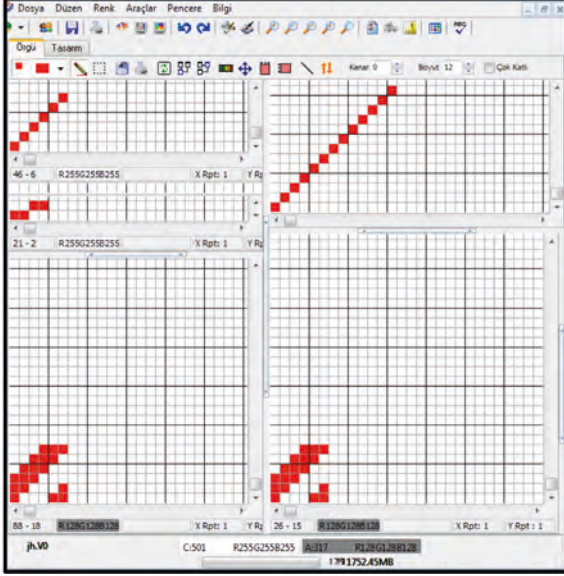 Dosya Düzen Renk Araçlar Pencere Bilgi
ABC
Örgü Tasarım
Kenar 0 Boyut 12 Çok Katlı
46 - 6 R255G255B255 X Rpt: 1 Y Rp
21 - 2 R255G255B255 X Rpt: 1 Y Rp
88 - 18 R128G128B128 X Rpt: 1 Y Rp
26 - 15 R128G128B128 X Rpt: 1 Y Rpt : 1
jh.V0 C:501 R255G255B255 A:317 R128G128B128
1752.45MB